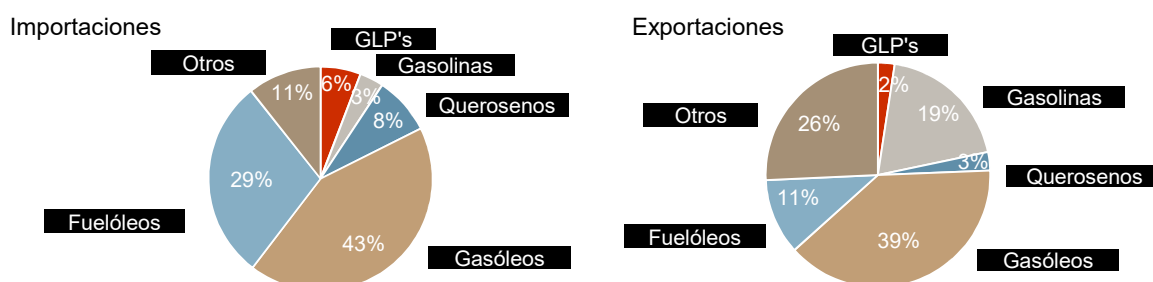 Importaciones
GLP's
Otros
Gasolinas
6%
11%
3%
Querosenos
8%
29%
Fuelóleos
43%
Gasóleos
Exportaciones
GLP's
2%
Gasolinas
19%
Otros
26%
3%
Querosenos
11%
Fuelóleos
39%
Gasóleos